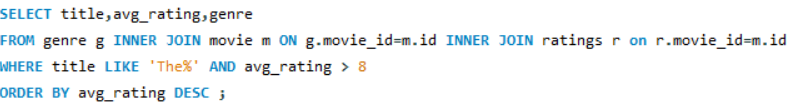 SELECT title,avg_rating,genre
FROM genre g INNER JOIN movie m ON g.movie_id=m.id INNER JOIN ratings r on r.movie_id=m.id
WHERE title LIKE 'The%' AND avg_rating > 8
ORDER BY avg_rating DESC ;